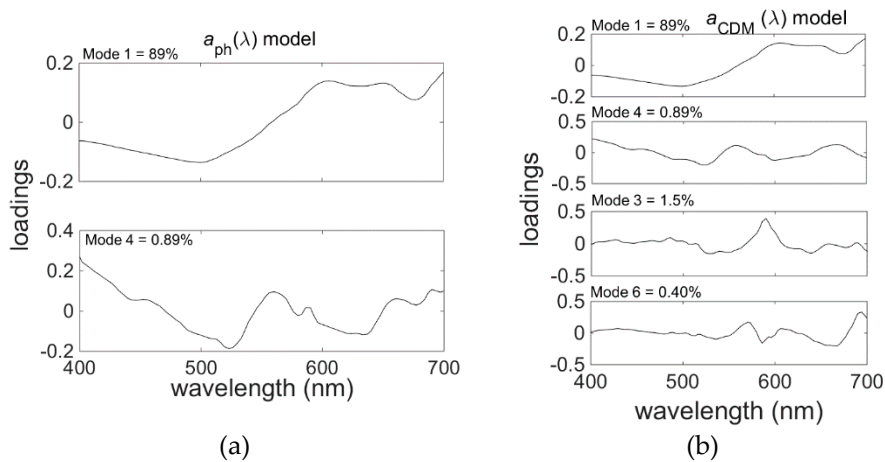 a_ph(λ) model
Mode 1 = 89%
0.2
0
-0.2
Mode 4 = 0.89%
0.4
0.2
0
-0.2
loadings
400
500
600
700
wavelength (nm)
(a)
a_CDM (λ) model
Mode 1 = 89%
0.2
0
-0.2
Mode 4 = 0.89%
0.5
0
-0.5
Mode 3 = 1.5%
0.5
0
-0.5
Mode 6 = 0.40%
0.5
0
-0.5
loadings
400
500
600
700
wavelength (nm)
(b)